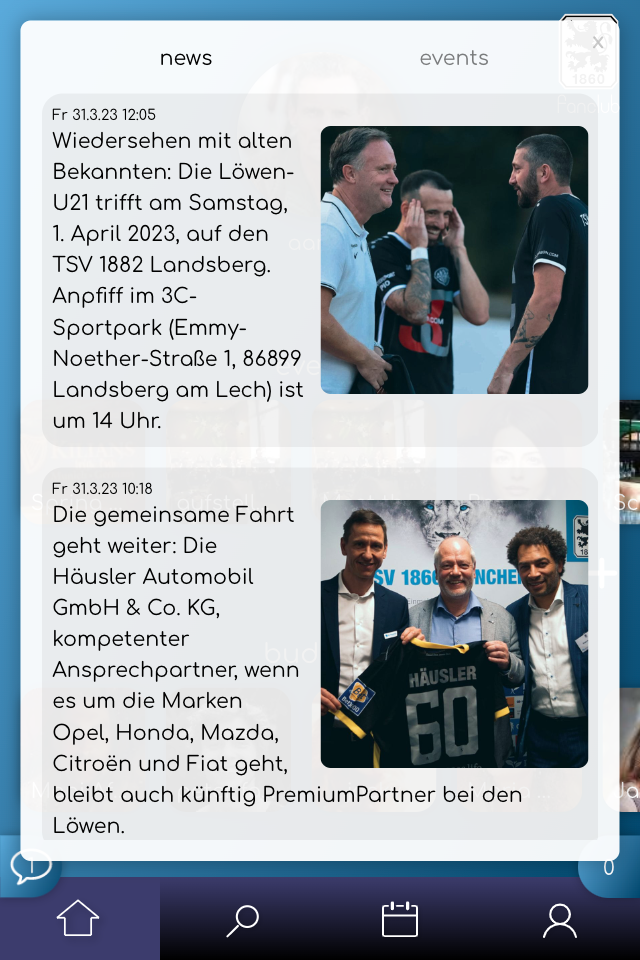 news
events
x
1860
Fanclub
Fr 31.3.23 12:05
Wiedersehen mit alten
Bekannten: Die Löwen-
U21 trifft am Samstag,
1. April 2023, auf den
TSV 1882 Landsberg.
Anpfiff im 3C-
Sportpark (Emmy-
Noether-Straße 1, 86899
Landsberg am Lech) ist
um 14 Uhr.
Fr 31.3.23 10:18
Die gemeinsame Fahrt
geht weiter: Die
Häusler Automobil
GmbH & Co. KG,
kompetenter
Ansprechpartner, wenn
es um die Marken
Opel, Honda, Mazda,
Citroën und Fiat geht,
bleibt auch künftig PremiumPartner bei den
Löwen.
HÄUSLER
60
1
0